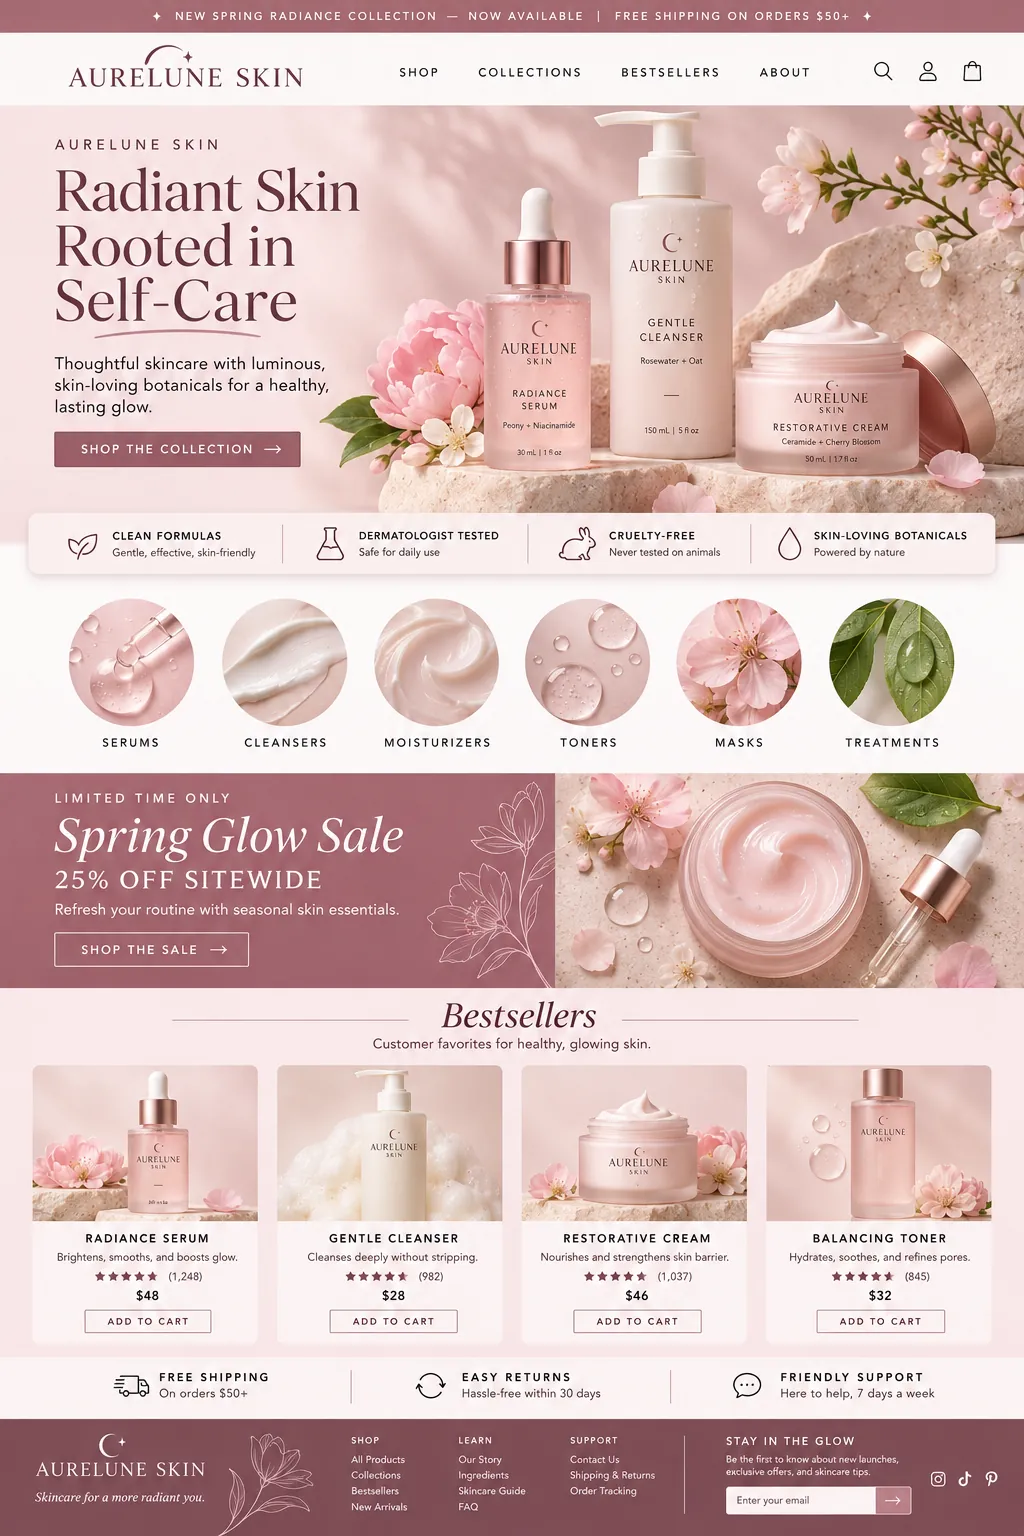 NEW SPRING RADIANCE COLLECTION — NOW AVAILABLE | FREE SHIPPING ON ORDERS $50+
AURELUNE SKIN
SHOP
COLLECTIONS
BESTSELLERS
ABOUT
AURELUNE SKIN
Radiant Skin
Rooted in
Self-Care
Thoughtful skincare with luminous,
skin-loving botanicals for a healthy,
lasting glow.
SHOP THE COLLECTION →
AURELUNE
SKIN
RADIANCE
SERUM
Peony + Niacinamide
30 mL | 1 fl oz
AURELUNE
SKIN
GENTLE
CLEANSER
Rosewater + Oat
150 mL | 5 fl oz
AURELUNE
SKIN
RESTORATIVE CREAM
Ceramide + Cherry Blossom
50 mL | 1.7 fl oz
CLEAN FORMULAS
Gentle, effective, skin-friendly
DERMATOLOGIST TESTED
Safe for daily use
CRUELTY-FREE
Never tested on animals
SKIN-LOVING BOTANICALS
Powered by nature
SERUMS
CLEANSERS
MOISTURIZERS
TONERS
MASKS
TREATMENTS
LIMITED TIME ONLY
Spring Glow Sale
25% OFF SITEWIDE
Refresh your routine with seasonal skin essentials.
SHOP THE SALE →
Bestsellers
Customer favorites for healthy, glowing skin.
AURELUNE
SKIN
RADIANCE SERUM
Brightens, smooths, and boosts glow.
(1,248)
$48
ADD TO CART
AURELUNE
SKIN
GENTLE CLEANSER
Cleanses deeply without stripping.
(982)
$28
ADD TO CART
AURELUNE
SKIN
RESTORATIVE CREAM
Nourishes and strengthens skin barrier.
(1,037)
$46
ADD TO CART
AURELUNE
SKIN
BALANCING TONER
Hydrates, soothes, and refines pores.
(845)
$32
ADD TO CART
FREE SHIPPING
On orders $50+
EASY RETURNS
Hassle-free within 30 days
FRIENDLY SUPPORT
Here to help, 7 days a week
AURELUNE SKIN
Skincare for a more radiant you.
SHOP
All Products
Collections
Bestsellers
New Arrivals
LEARN
Our Story
Ingredients
Skincare Guide
FAQ
SUPPORT
Contact Us
Shipping & Returns
Order Tracking
STAY IN THE GLOW
Be the first to know about new launches,
exclusive offers, and skincare tips.
Enter your email →